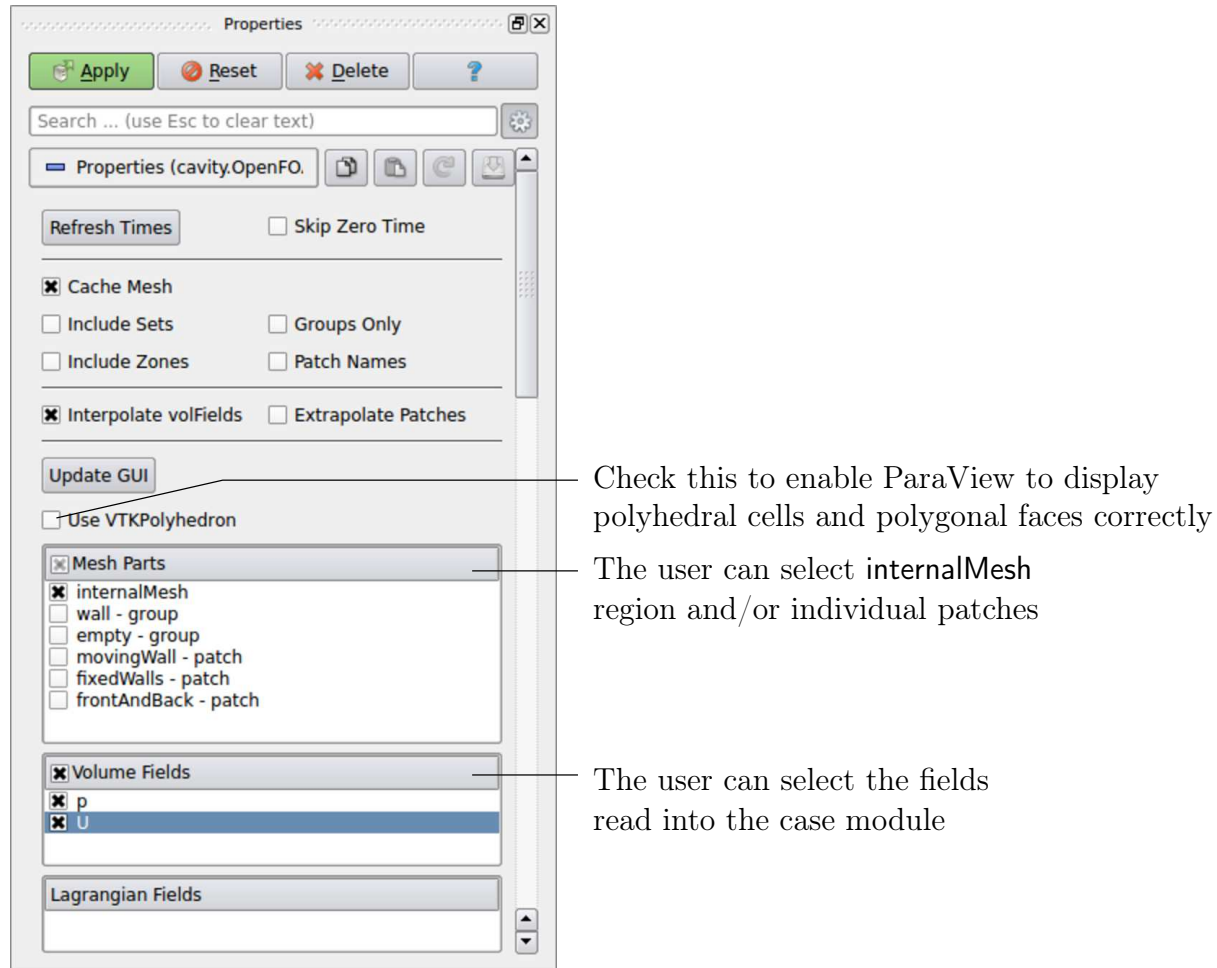 Properties
Apply Reset Delete ?
Search ... (use Esc to clear text)
Properties (cavity.OpenFO.
Refresh Times Skip Zero Time
Cache Mesh
Include Sets Groups Only
Include Zones Patch Names
Interpolate volFields Extrapolate Patches
Update GUI
Check this to enable ParaView to display
polyhedral cells and polygonal faces correctly
Use VTKPolyhedron
Mesh Parts
The user can select internalMesh
region and/or individual patches
internalMesh
wall - group
empty - group
movingWall - patch
fixedWalls - patch
frontAndBack - patch
Volume Fields
The user can select the fields
read into the case module
p
U
Lagrangian Fields